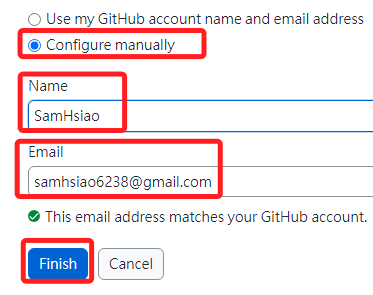 Use my GitHub account name and email address
Configure manually
Name
SamHsiao
Email
samhsiao6238@gmail.com
This email address matches your GitHub account.
Finish Cancel